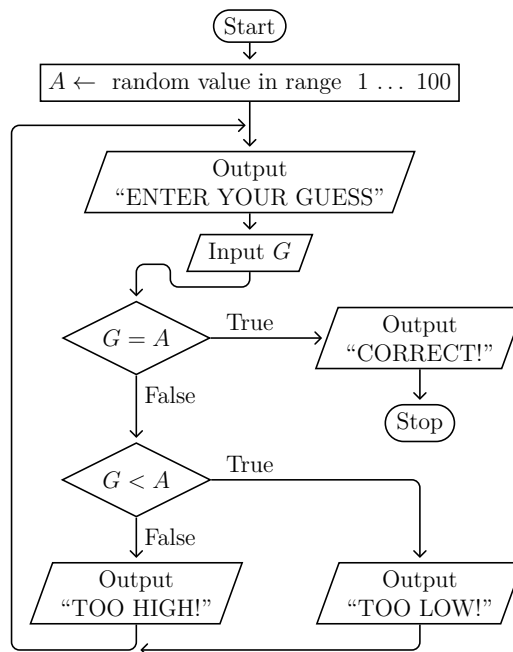 Start
A ← random value in range 1 … 100
Output
“ENTER YOUR GUESS”
Input G
G = A
True
Output
“CORRECT!”
False
Stop
G < A
True
False
Output
“TOO HIGH!”
Output
“TOO LOW!”